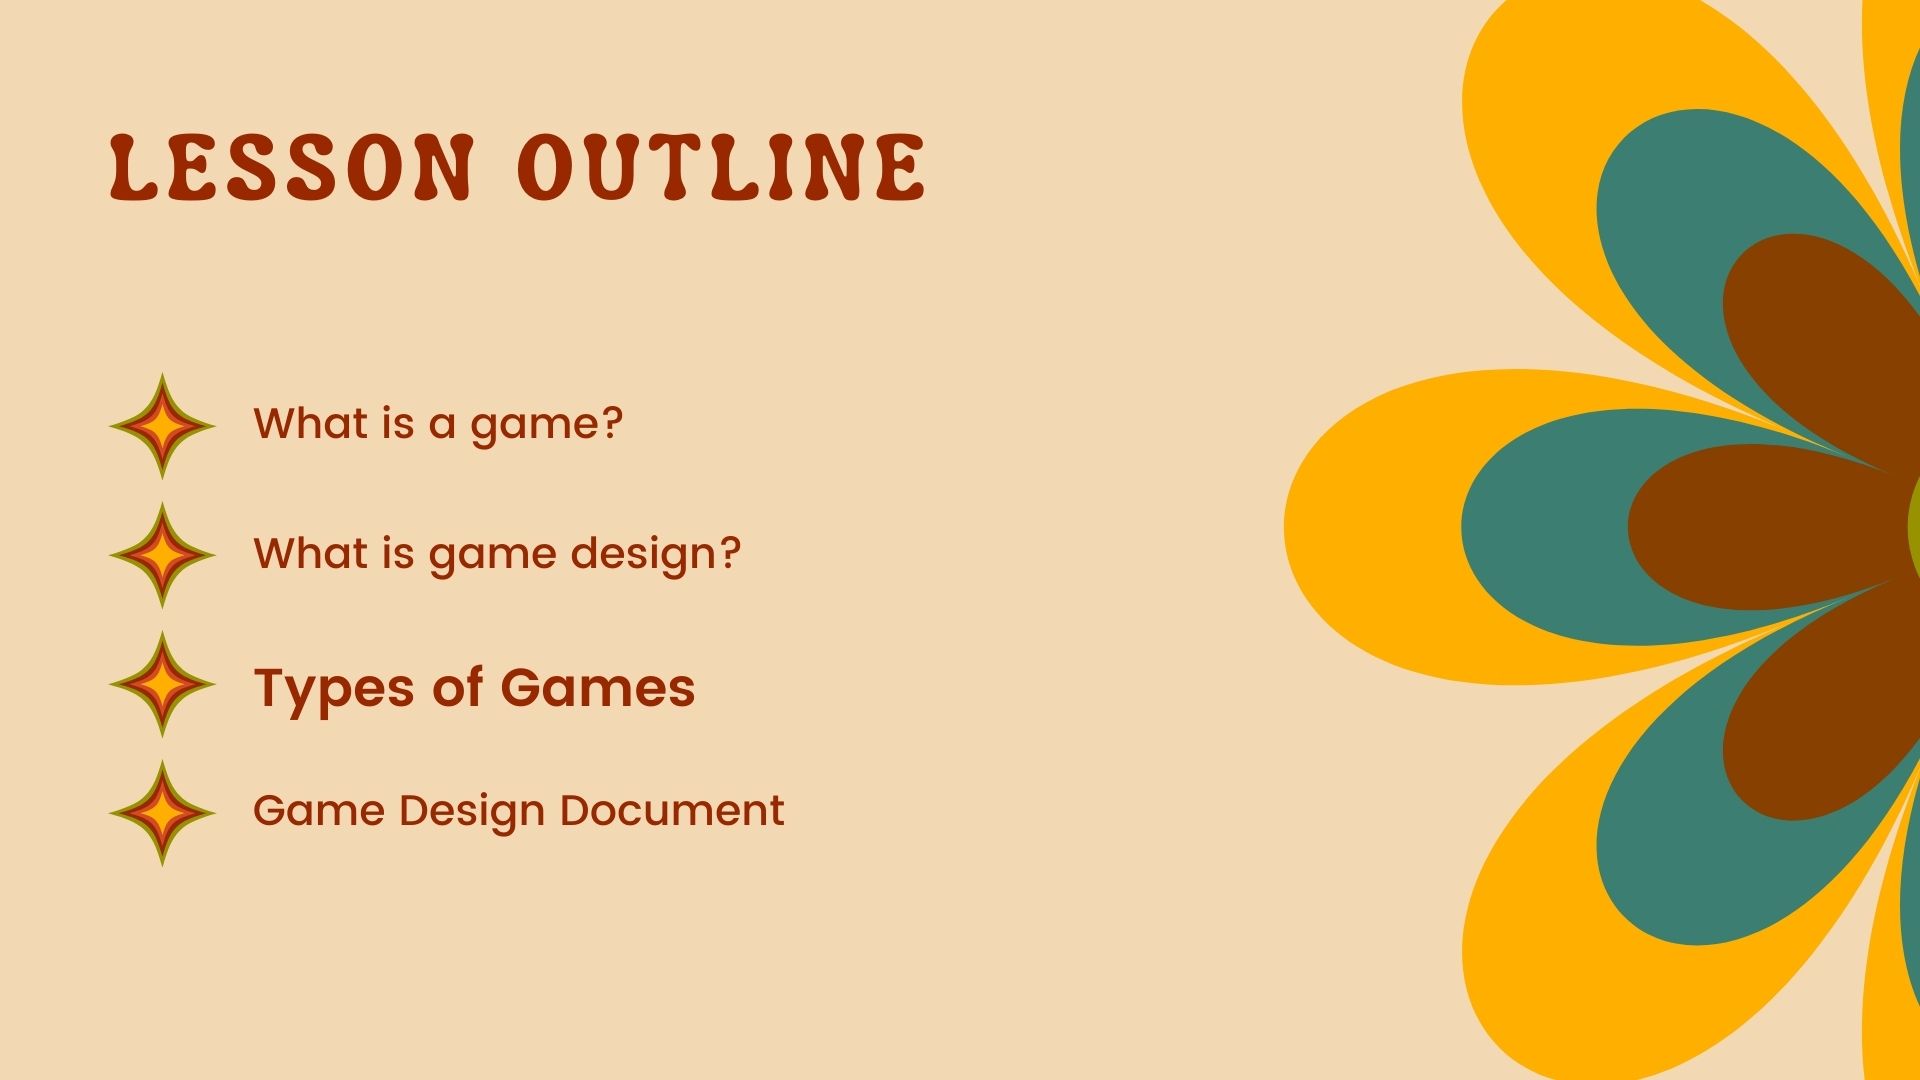 LESSON OUTLINE
What is a game?
What is game design?
Types of Games
Game Design Document